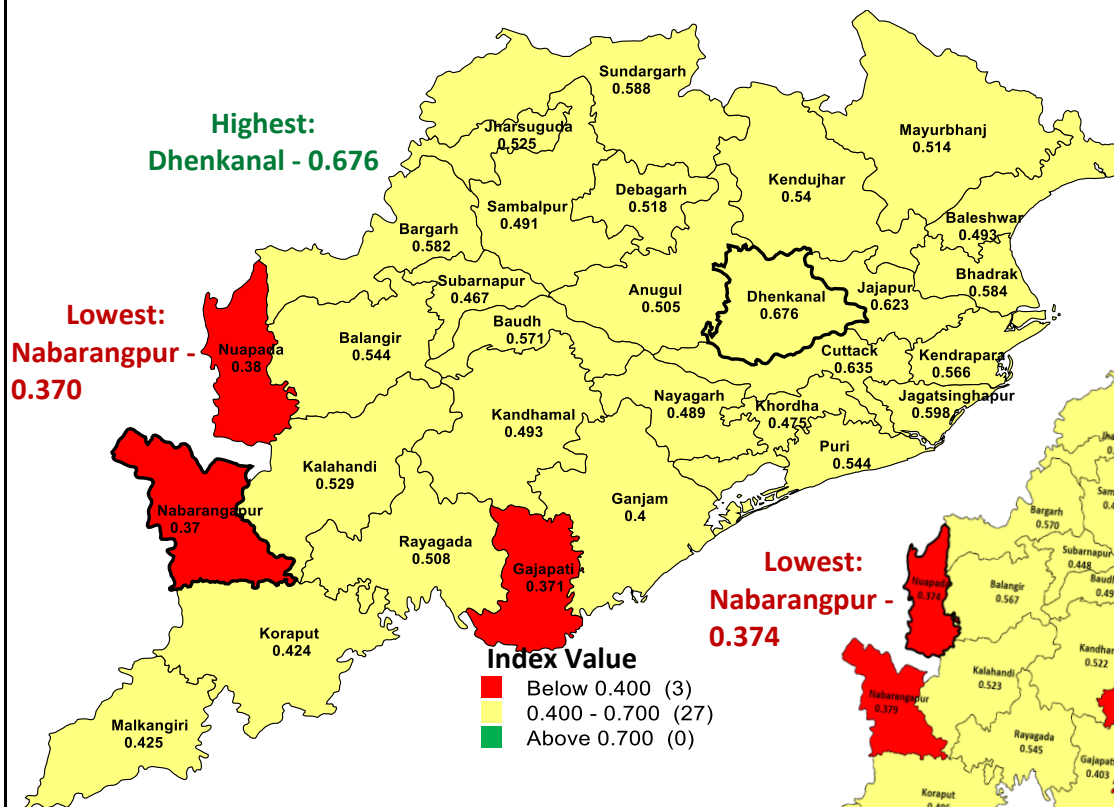 Sundargarh
0.588
Highest:
Dhenkanal - 0.676
Jharsuguda
0.525
Mayurbhanj
0.514
Kendujhar
0.54
Debagarh
0.518
Sambalpur
0.491
Baleshwar
0.493
Bargarh
0.582
Bhadrak
0.584
Subarnapur
0.467
Anugul
0.505
Dhenkanal
0.676
Jajapur
0.623
Lowest:
Nabarangpur -
0.370
Nuapada
0.38
Balangir
0.544
Baudh
0.571
Cuttack
0.635
Kendrapara
0.566
Nayagarh
0.489
Khordha
0.475
Jagatsinghapur
0.598
Kandhamal
0.493
Puri
0.544
Kalahandi
0.529
Ganjam
0.4
Nabarangapur
0.37
Rayagada
0.508
Gajapati
0.371
Koraput
0.424
Malkangiri
0.425
Index Value
Below 0.400 (3)
0.400 - 0.700 (27)
Above 0.700 (0)
Lowest:
Nabarangpur -
0.374
Bargarh
0.570
Subarnapur
0.448
Nuapada
0.374
Balangir
0.567
Kalahandi
0.523
0.522
Nabarangapur
0.379
Rayagada
0.545
Gajapati
0.403
Koraput